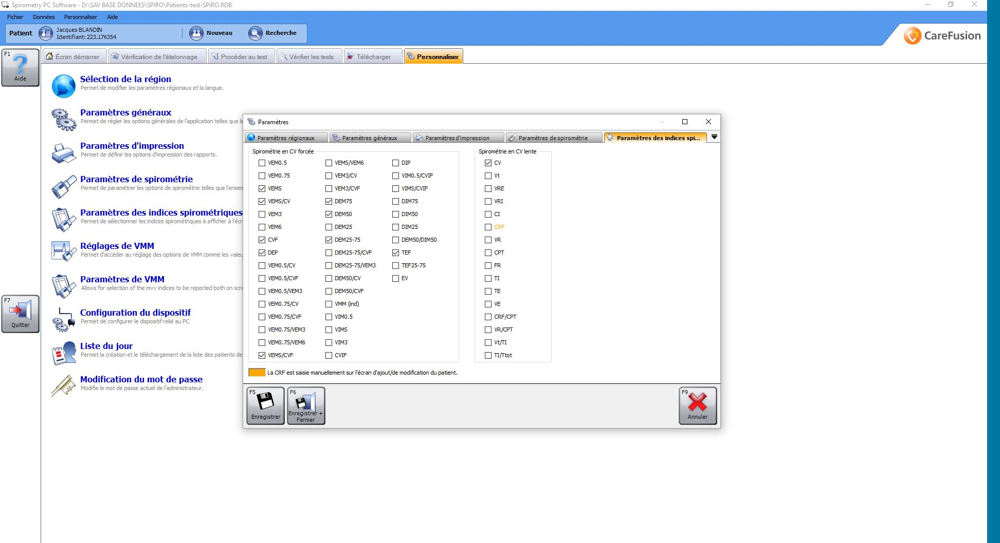 Spirometry PC Software - D:\SAV BASE DONNEES\SPIRO\Patients-test-SPIRO.RDB
Fichier Données Personnaliser Aide
Patient
Jacques BLANDIN
Identifiant: 223.176354
Nouveau
Recherche
CareFusion
F1
Aide
Écran démarrer
Vérification de l'étalonnage
Procéder au test
Vérifier les tests
Télécharger
Personnaliser
Sélection de la région
Permet de modifier les paramètres régionaux et la langue.
Paramètres généraux
Permet de régler les options générales de l'application telles que le
Paramètres d'impression
Permet de définir les options d'impression des rapports.
Paramètres de spirométrie
Permet de paramétrer les options de spirométrie telles que l'ensem
Paramètres des indices spirométriques
Permet de sélectionner les indices spirométriques à afficher à l'écr
Réglages de VMM
Permet d'accéder au réglage des options de VMM comme les valeu
Paramètres de VMM
Allows for selection of the mvv indices to be reported both on scre
Configuration du dispositif
Permet de configurer le dispositif relié au PC
Liste du jour
Permet la création et le téléchargement de la liste des patients de
Modification du mot de passe
Modifie le mot de passe actuel de l'administrateur.
F7
Quitter
Paramètres
Paramètres régionaux
Paramètres généraux
Paramètres d'impression
Paramètres de spirométrie
Paramètres des indices spi...
Spirométrie en CV forcée
VEM0.5
VEM0.75
VEMS
VEMS/CV
VEM3
VEM6
CVF
DEP
VEM0.5/CV
VEM0.5/CVF
VEM0.5/VEM3
VEM0.75/CV
VEM0.75/CVF
VEM0.75/VEM3
VEM0.75/VEM6
VEMS/CVF
VEMS/VEM6
VEM3/CV
VEM3/CVF
DEM75
DEM50
DEM25
DEM25-75
DEM25-75/CVF
DEM25-75/VEM3
DEM50/CV
DEM50/CVF
VMM (ind)
VIM0.5
VIMS
VIM3
CVIF
DIP
VIM0.5/CVIF
VIMS/CVIF
DIM75
DIM50
DIM25
DEM50/DIM50
TEF
TEF25-75
EV
Spirométrie en CV lente
CV
Vt
VRE
VRI
CI
CRF
VR
CPT
FR
TI
TE
VE
CRF/CPT
VR/CPT
Vt/TI
TI/Ttot
La CRF est saisie manuellement sur l'écran d'ajout/de modification du patient.
F5
Enregistrer
F6
Enregistrer +
Fermer
F9
Annuler